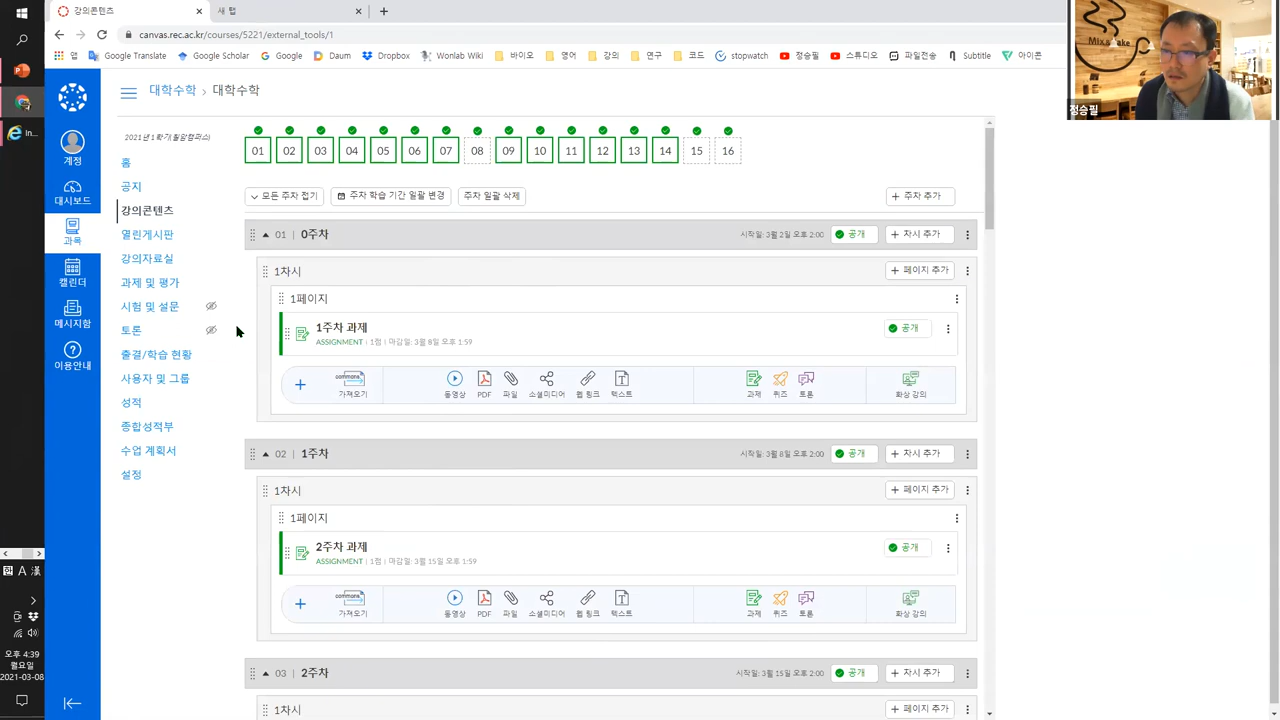 강의콘텐츠
새 탭
canvas.rec.ac.kr/courses/5221/external_tools/1
앱 Google Translate Google Scholar Google Daum Dropbox Wonlab Wiki 바이오 영어 강의 연구 코드 stopwatch 정승필 스튜디오 파일전송 Subtitle 아이콘
정승필
대학수학 > 대학수학
2021년 1학기(월암캠퍼스)
홈
공지
강의콘텐츠
열린게시판
강의자료실
과제 및 평가
시험 및 설문
토론
출결/학습 현황
사용자 및 그룹
성적
종합성적부
수업 계획서
설정
계정
대시보드
과목
캘린더
메시지함
이용안내
01 02 03 04 05 06 07 08 09 10 11 12 13 14 15 16
모든 주차 접기 주차 학습 기간 일괄 변경 주차 일괄 삭제 + 주차 추가
01 | 0주차 시작일: 3월 2일 오후 2:00 공개 + 차시 추가
1차시 + 페이지 추가
1페이지
1주차 과제 공개
ASSIGNMENT | 1점 | 마감일: 3월 8일 오후 1:59
+ commons 가져오기 동영상 PDF 파일 소셜미디어 웹 링크 텍스트 과제 퀴즈 토론 화상 강의
02 | 1주차 시작일: 3월 8일 오후 2:00 공개 + 차시 추가
1차시 + 페이지 추가
1페이지
2주차 과제 공개
ASSIGNMENT | 1점 | 마감일: 3월 15일 오후 1:59
+ commons 가져오기 동영상 PDF 파일 소셜미디어 웹 링크 텍스트 과제 퀴즈 토론 화상 강의
03 | 2주차 시작일: 3월 15일 오후 2:00 공개 + 차시 추가
1차시 + 페이지 추가
In...
한 A 漢
오후 4:39
월요일
2021-03-08